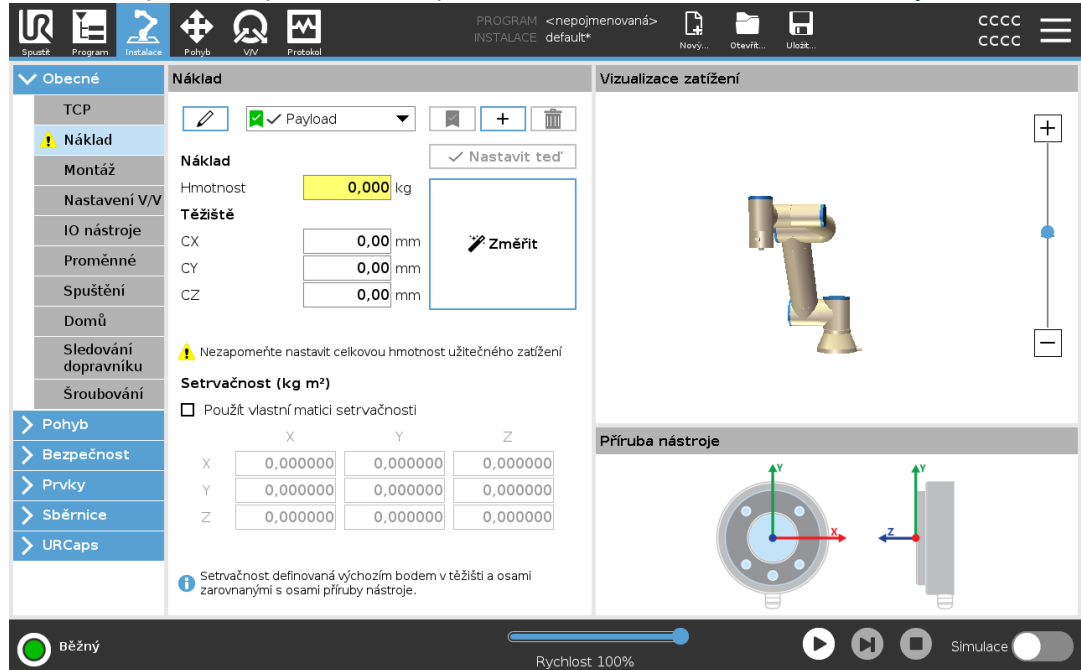 PROGRAM <nepojmenovaná>
INSTALACE default*
Spustit
Program
Instalace
Pohyb
V/V
Protokol
Nový...
Otevřít...
Uložit...
CCCC
CCCC
Obecné
TCP
Náklad
Montáž
Nastavení V/V
IO nástroje
Proměnné
Spuštění
Domů
Sledování
dopravníku
Šroubování
Pohyb
Bezpečnost
Prvky
Sběrnice
URCaps
Náklad
Payload
Náklad
Nastavit teď
Hmotnost 0,000 kg
Těžiště
CX 0,00 mm
CY 0,00 mm
CZ 0,00 mm
Změřit
Nezapomeňte nastavit celkovou hmotnost užitečného zatížení
Setrvačnost (kg m²)
Použít vlastní matici setrvačnosti
X Y Z
X 0,000000 0,000000 0,000000
Y 0,000000 0,000000 0,000000
Z 0,000000 0,000000 0,000000
Setrvačnost definovaná výchozím bodem v těžišti a osami
zarovnanými s osami příruby nástroje.
Vizualizace zatížení
Příruba nástroje
Y
X
Y
Z
Běžný
Rychlost 100%
Simulace